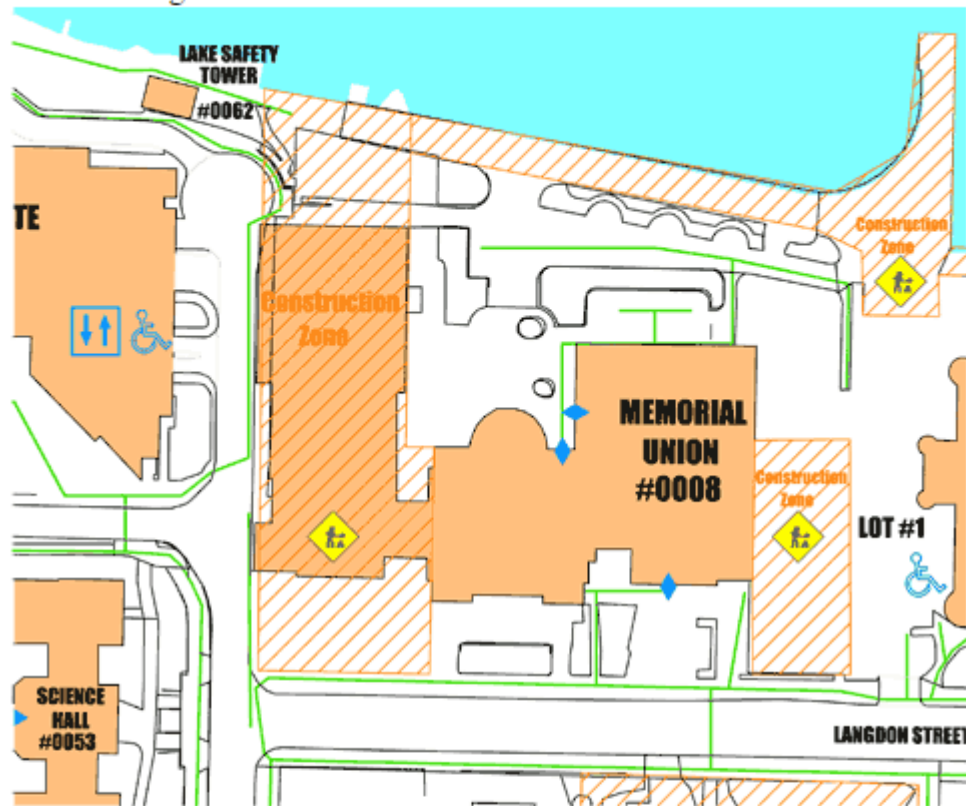 LAKE SAFETY
TOWER
#0062
TE
Construction
Zone
Construction
Zone
MEMORIAL
UNION
#0008
Construction
Zone
LOT #1
SCIENCE
HALL
#0053
LANGDON STREET